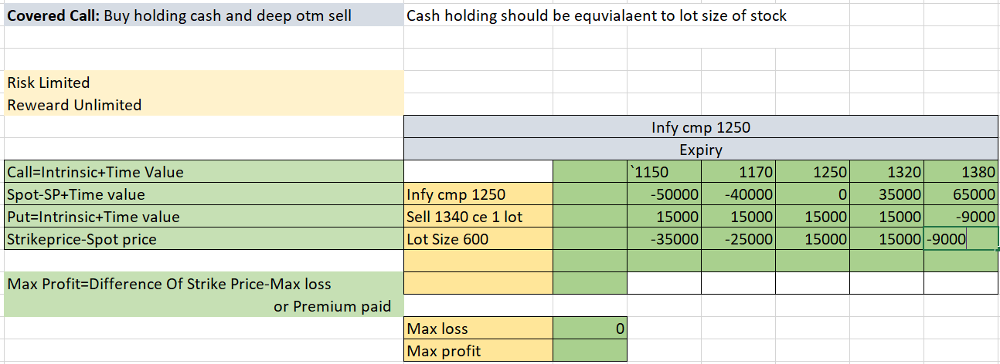 Covered Call: Buy holding cash and deep otm sell
Cash holding should be equvialaent to lot size of stock
Risk Limited
Reweard Unlimited
Infy cmp 1250
Expiry
Call=Intrinsic+Time Value `1150 1170 1250 1320 1380
Spot-SP+Time value Infy cmp 1250 -50000 -40000 0 35000 65000
Put=Intrinsic+Time value Sell 1340 ce 1 lot 15000 15000 15000 15000 -9000
Strikeprice-Spot price Lot Size 600 -35000 -25000 15000 15000 -9000
Max Profit=Difference Of Strike Price-Max loss
or Premium paid
Max loss 0
Max profit